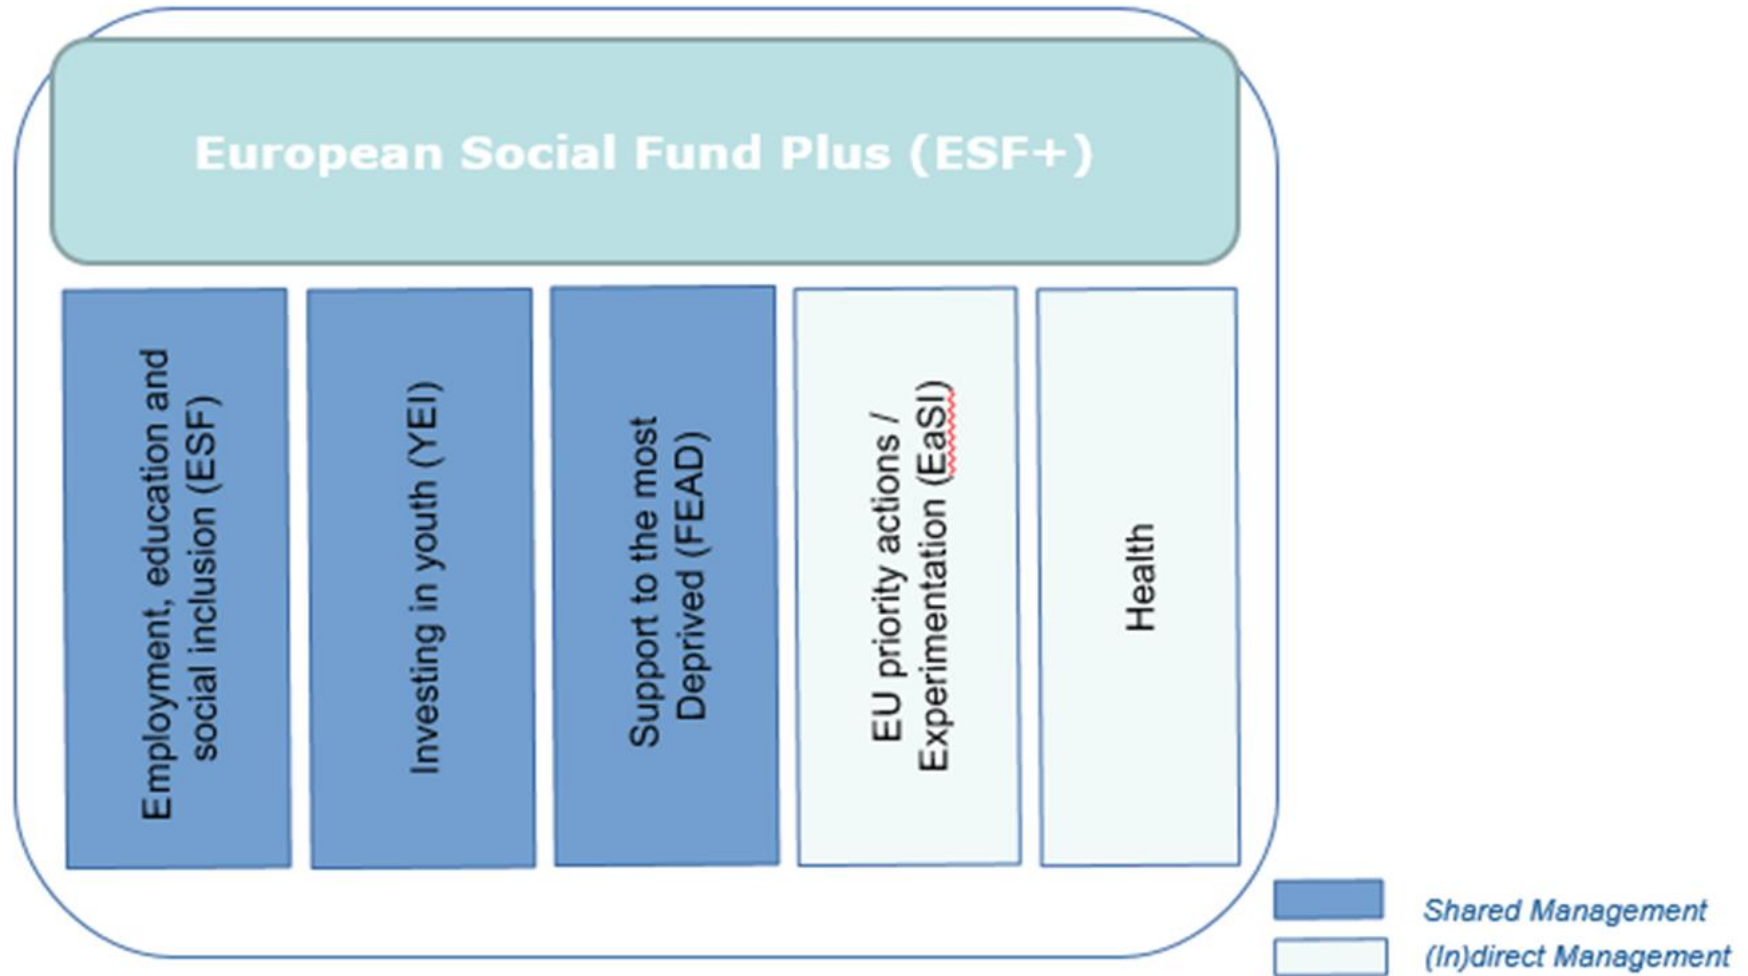 European Social Fund Plus (ESF+)
Employment, education and
social inclusion (ESF)
Investing in youth (YEI)
Support to the most
Deprived (FEAD)
EU priority actions /
Experimentation (EaSI)
Health
Shared Management
(In)direct Management